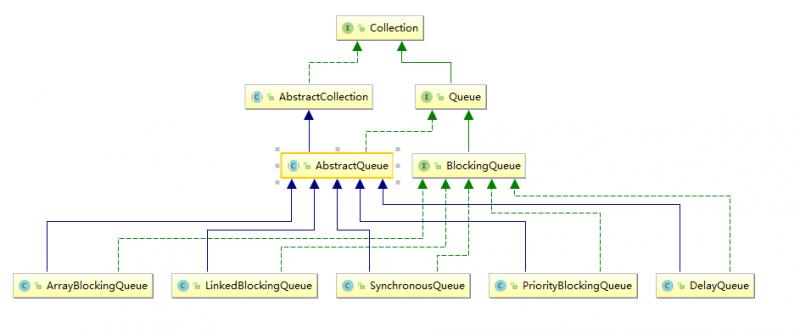 I Collection
C AbstractCollection
I Queue
C AbstractQueue
I BlockingQueue
C ArrayBlockingQueue
C LinkedBlockingQueue
C SynchronousQueue
C PriorityBlockingQueue
C DelayQueue